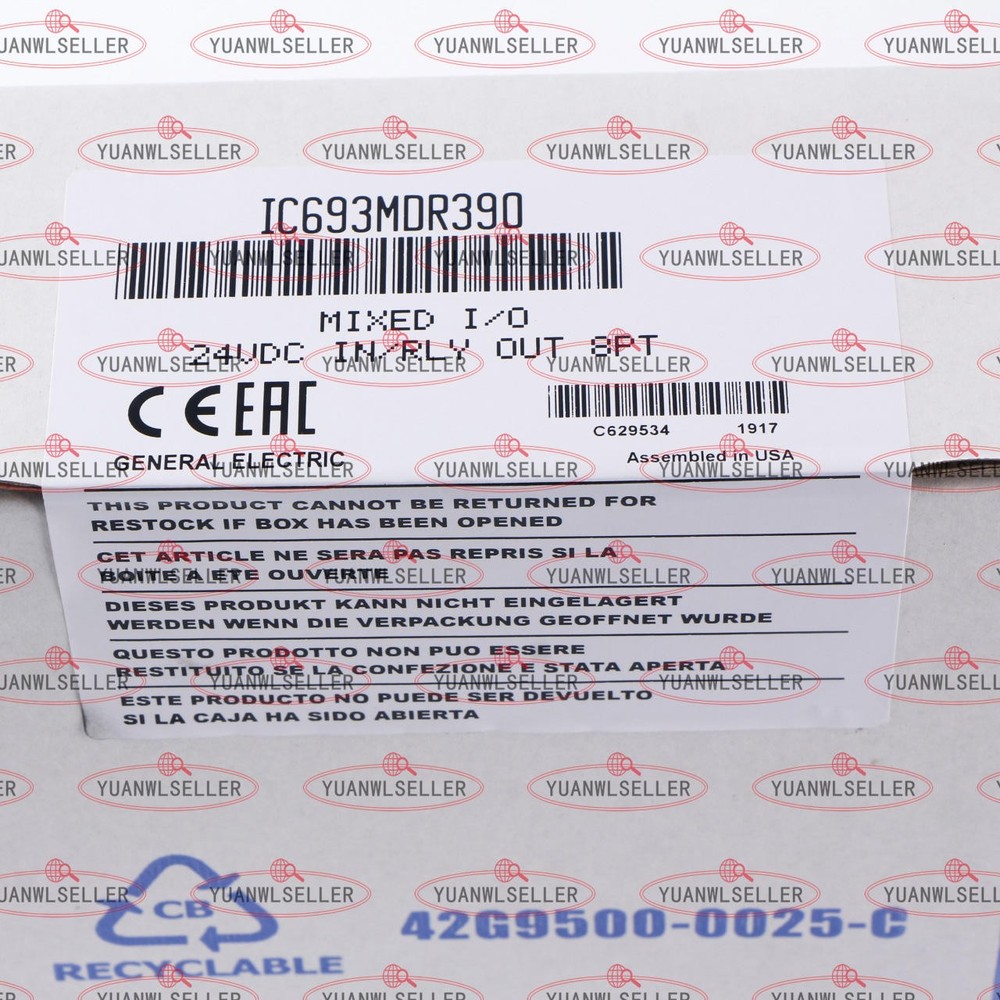 IC693MDR390
MIXED I/O
24VDC IN/RLY OUT 8PT
CE EAC
C629534 1917
GENERAL ELECTRIC
Assembled in USA
THIS PRODUCT CANNOT BE RETURNED FOR
RESTOCK IF BOX HAS BEEN OPENED
CET ARTICLE NE SERA PAS REPRIS SI LA
BOITE A ETE OUVERTE
DIESES PRODUKT KANN NICHT EINGELAGERT
WERDEN WENN DIE VERPACKUNG GEOFFNET WURDE
QUESTO PRODOTTO NON PUO ESSERE
RESTITUITO SE LA CONFEZIONE E STATA APERTA
ESTE PRODUCTO NO PUEDE SER DEVUELTO
SI LA CAJA HA SIDO ABIERTA
CB
42G9500-0025-C
RECYCLABLE
YUANWLSELLER